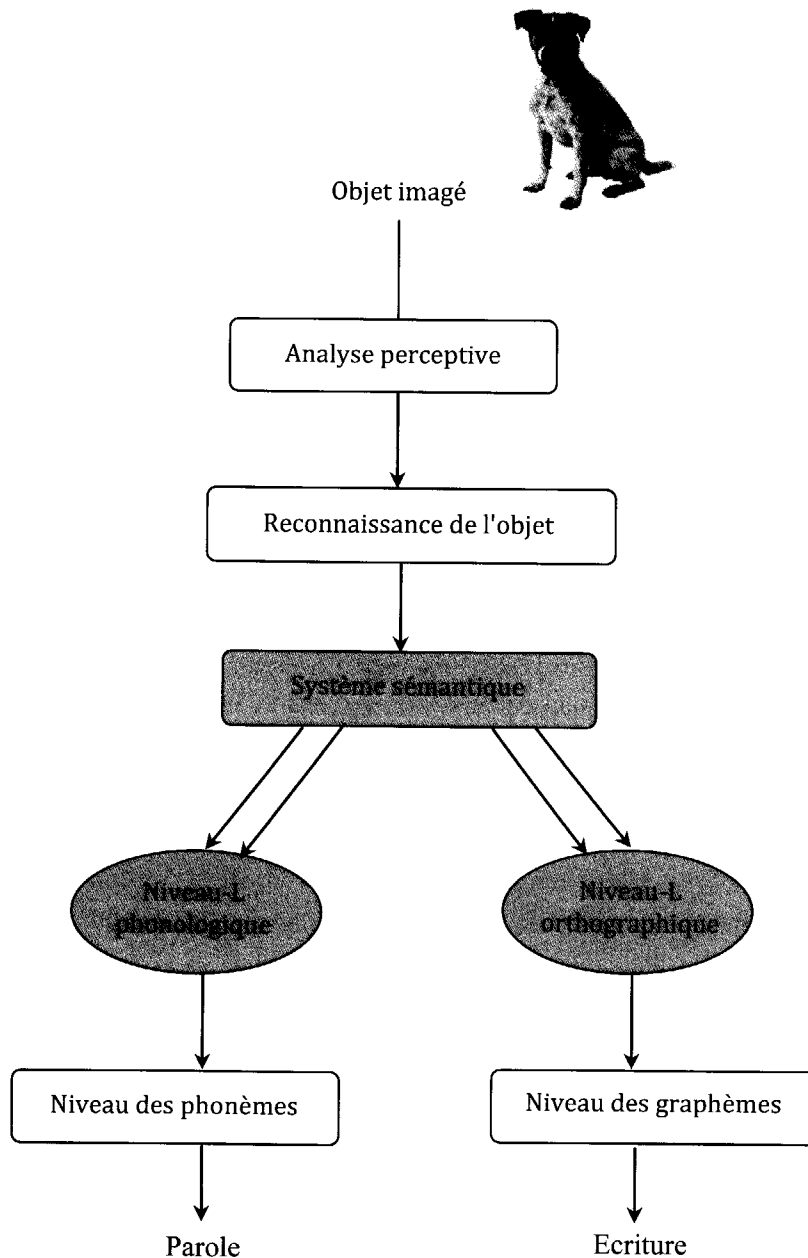 Objet imagé
Analyse perceptive
Reconnaissance de l'objet
Système sémantique
Niveau-L
phonologique
Niveau-L
orthographique
Niveau des phonèmes
Niveau des graphèmes
Parole
Ecriture